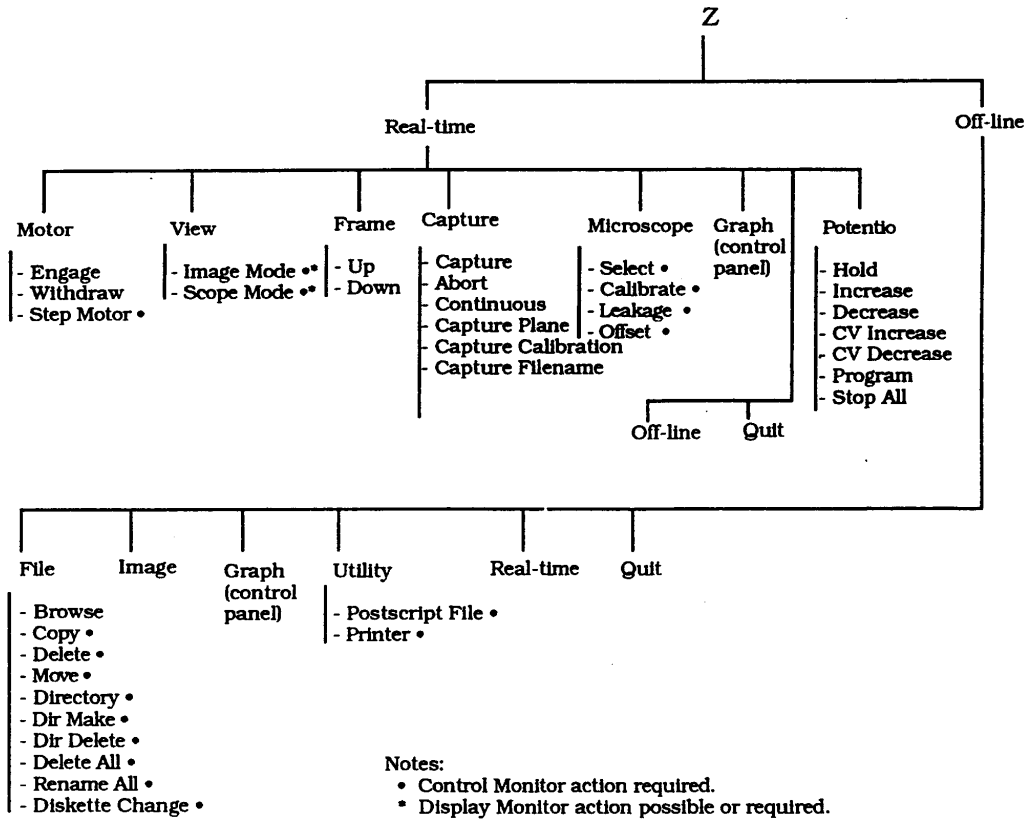 Z
Real-time
Off-line
Motor
- Engage
- Withdraw
- Step Motor •
View
- Image Mode •*
- Scope Mode •*
Frame
- Up
- Down
Capture
- Capture
- Abort
- Continuous
- Capture Plane
- Capture Calibration
- Capture Filename
Microscope
- Select •
- Calibrate •
- Leakage •
- Offset •
Graph
(control
panel)
Off-line
Quit
Potentio
- Hold
- Increase
- Decrease
- CV Increase
- CV Decrease
- Program
- Stop All
File
- Browse
- Copy •
- Delete •
- Move •
- Directory •
- Dir Make •
- Dir Delete •
- Delete All •
- Rename All •
- Diskette Change •
Image
Graph
(control
panel)
Utility
- Postscript File •
- Printer •
Real-time
Quit
Notes:
• Control Monitor action required.
* Display Monitor action possible or required.